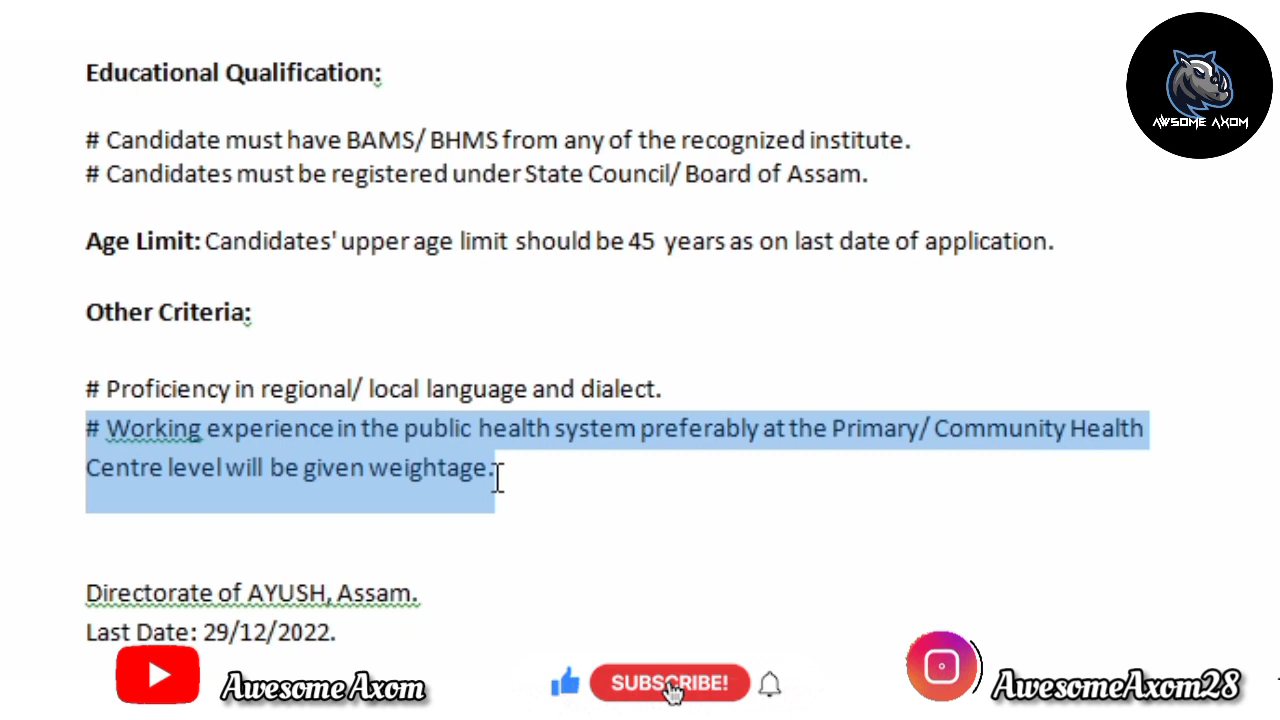 Educational Qualification:
# Candidate must have BAMS/ BHMS from any of the recognized institute.
# Candidates must be registered under State Council/ Board of Assam.
Age Limit: Candidates' upper age limit should be 45 years as on last date of application.
Other Criteria:
# Proficiency in regional/ local language and dialect.
# Working experience in the public health system preferably at the Primary/ Community Health
Centre level will be given weightage.
Directorate of AYUSH, Assam.
Last Date: 29/12/2022.
AWSOME AXOM
AwesomeAxom
SUBSCRIBE!
AwesomeAxom28